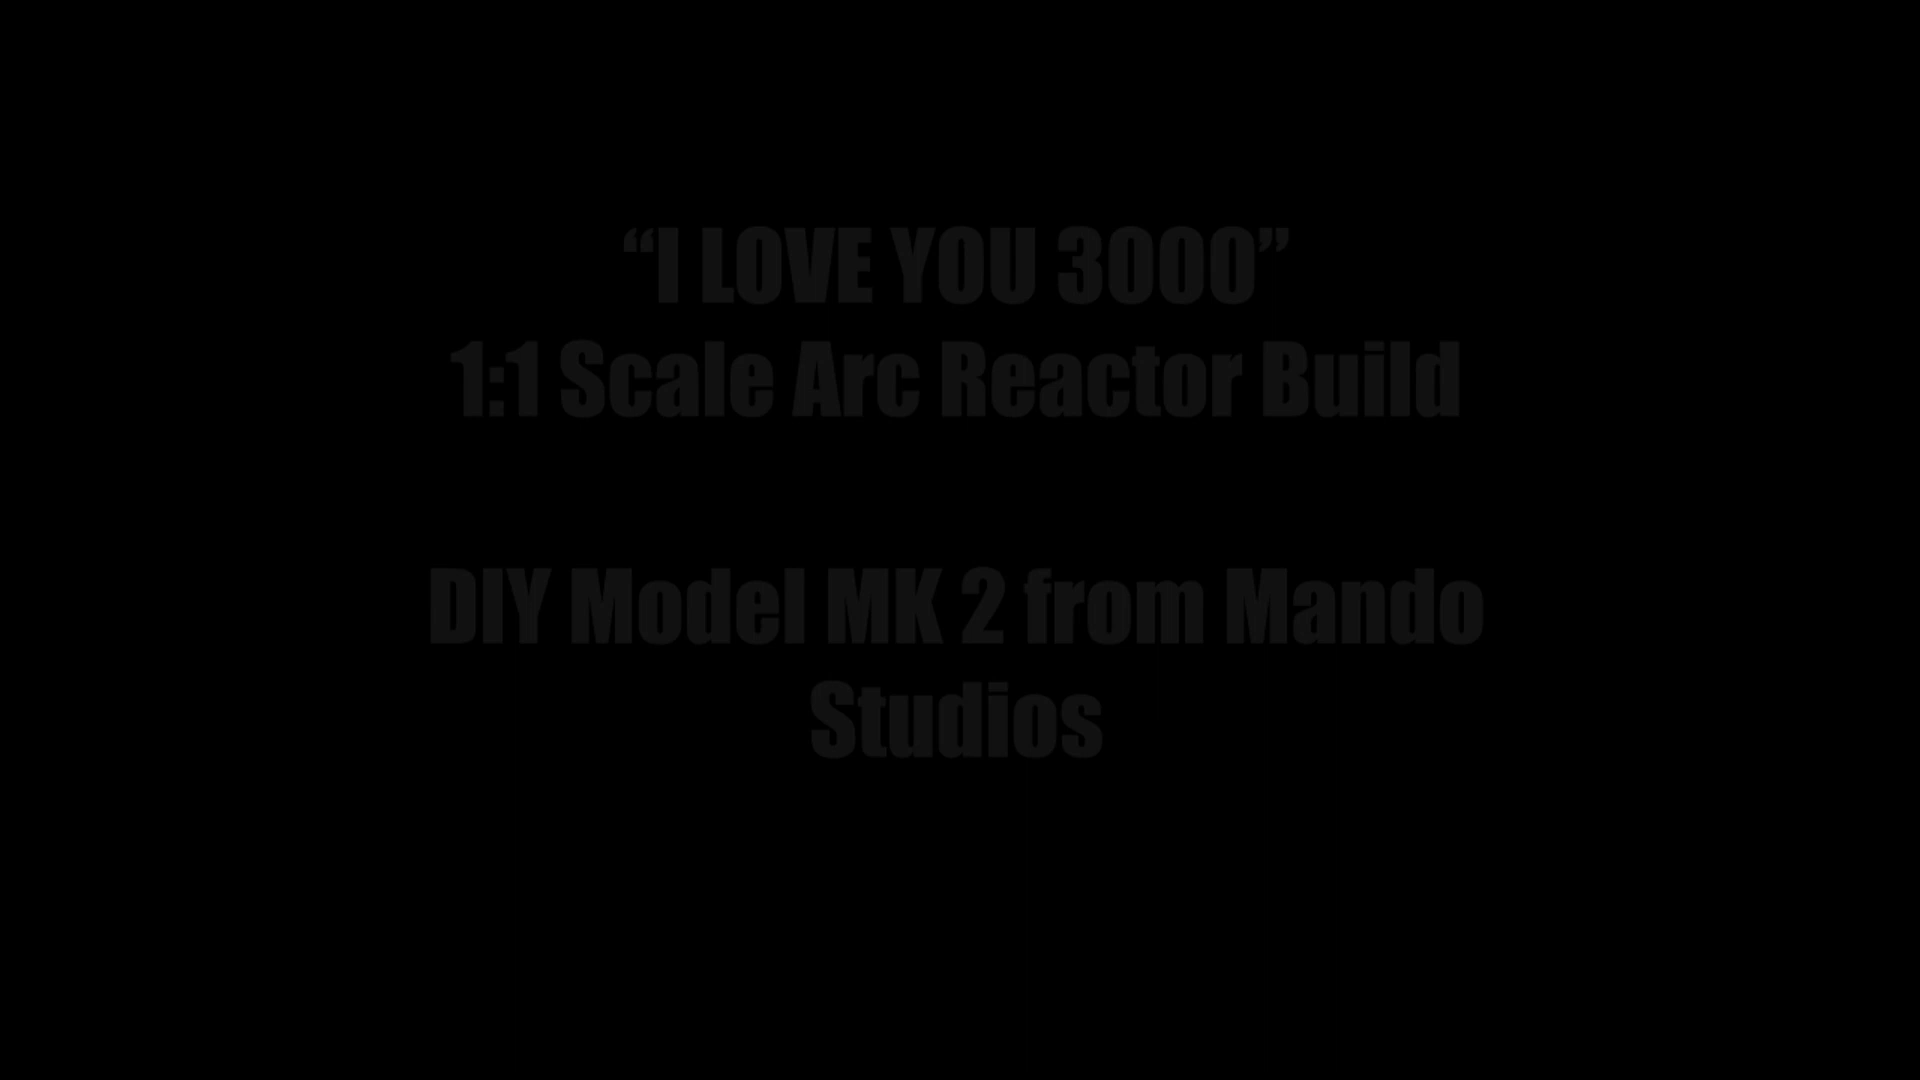 “I LOVE YOU 3000”
1:1 Scale Arc Reactor Build
DIY Model MK 2 from Mando
Studios